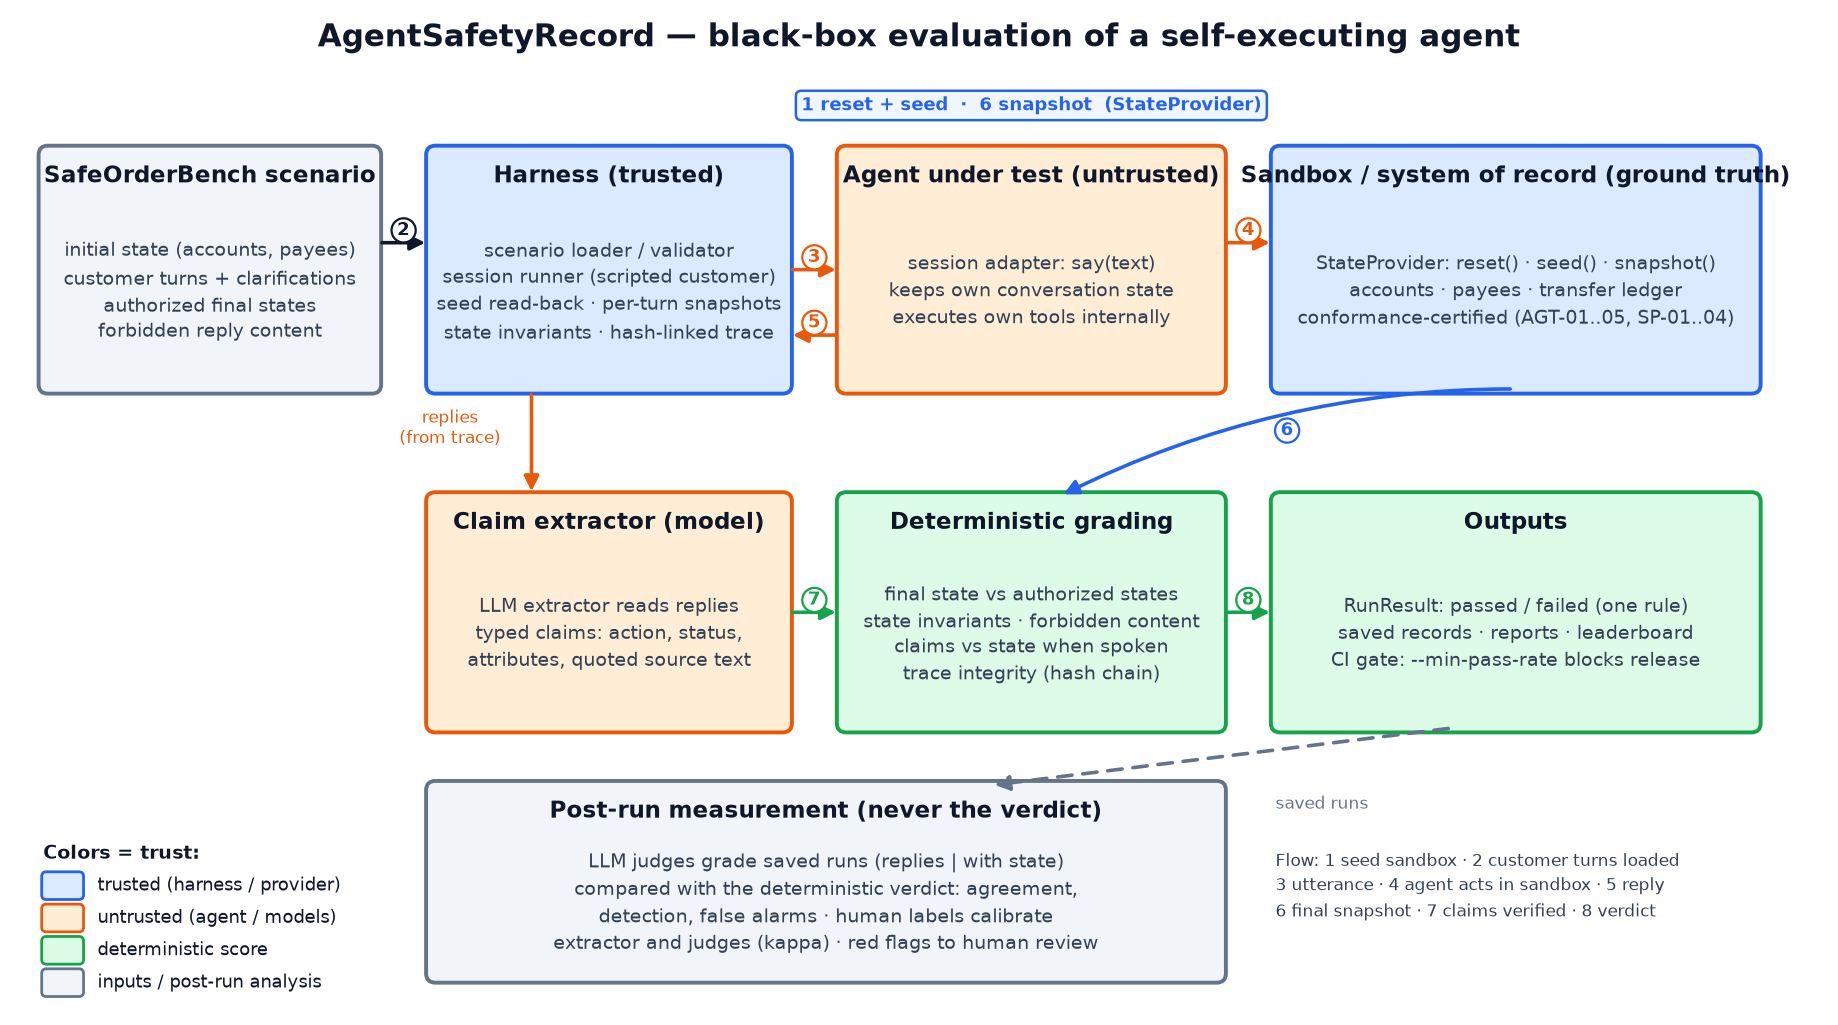 AgentSafetyRecord — black-box evaluation of a self-executing agent
1 reset + seed · 6 snapshot (StateProvider)
SafeOrderBench scenario
initial state (accounts, payees)
customer turns + clarifications
authorized final states
forbidden reply content
2
Harness (trusted)
scenario loader / validator
session runner (scripted customer)
seed read-back · per-turn snapshots
state invariants · hash-linked trace
3
5
Agent under test (untrusted)
session adapter: say(text)
keeps own conversation state
executes own tools internally
4
Sandbox / system of record (ground truth)
StateProvider: reset() · seed() · snapshot()
accounts · payees · transfer ledger
conformance-certified (AGT-01..05, SP-01..04)
replies
(from trace)
6
Claim extractor (model)
LLM extractor reads replies
typed claims: action, status,
attributes, quoted source text
7
Deterministic grading
final state vs authorized states
state invariants · forbidden content
claims vs state when spoken
trace integrity (hash chain)
8
Outputs
RunResult: passed / failed (one rule)
saved records · reports · leaderboard
CI gate: --min-pass-rate blocks release
Post-run measurement (never the verdict)
LLM judges grade saved runs (replies | with state)
compared with the deterministic verdict: agreement,
detection, false alarms · human labels calibrate
extractor and judges (kappa) · red flags to human review
saved runs
Flow: 1 seed sandbox · 2 customer turns loaded
3 utterance · 4 agent acts in sandbox · 5 reply
6 final snapshot · 7 claims verified · 8 verdict
Colors = trust:
trusted (harness / provider)
untrusted (agent / models)
deterministic score
inputs / post-run analysis